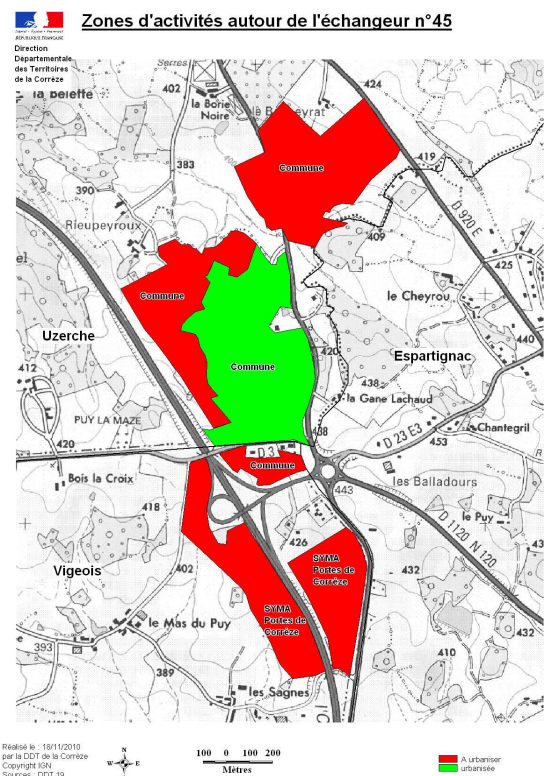 Zones d'activités autour de l'échangeur n°45
Liberté • Égalité • Fraternité
RÉPUBLIQUE FRANÇAISE
Direction
Départementale
des Territoires
de la Corrèze
Serres
la belette
402
la Borie
Noire
424
383
Commune
419
390
Rieupeyroux
409
D 920 E
425
Commune
le Cheyrou
Uzerche
440
420
Espartignac
412
Commune
438
la Gane Lachaud
PUY LA MAZE
438
D 23 E3
453
Chantegril
420
D 3
Commune
Bois la Croix
443
les Balladours
418
le Puy
D 1120 N 120
426
SYMA
Portes de
Corrèze
432
Vigeois
402
SYMA
Portes de
Corrèze
le Mas du Puy
432
393
410
389
les Sagnes
Réalisé le : 18/11/2010
par la DDT de la Corrèze
Copyright IGN
Sources : DDT 19
N
W E
S
100 0 100 200
Mètres
A urbaniser
urbanisée